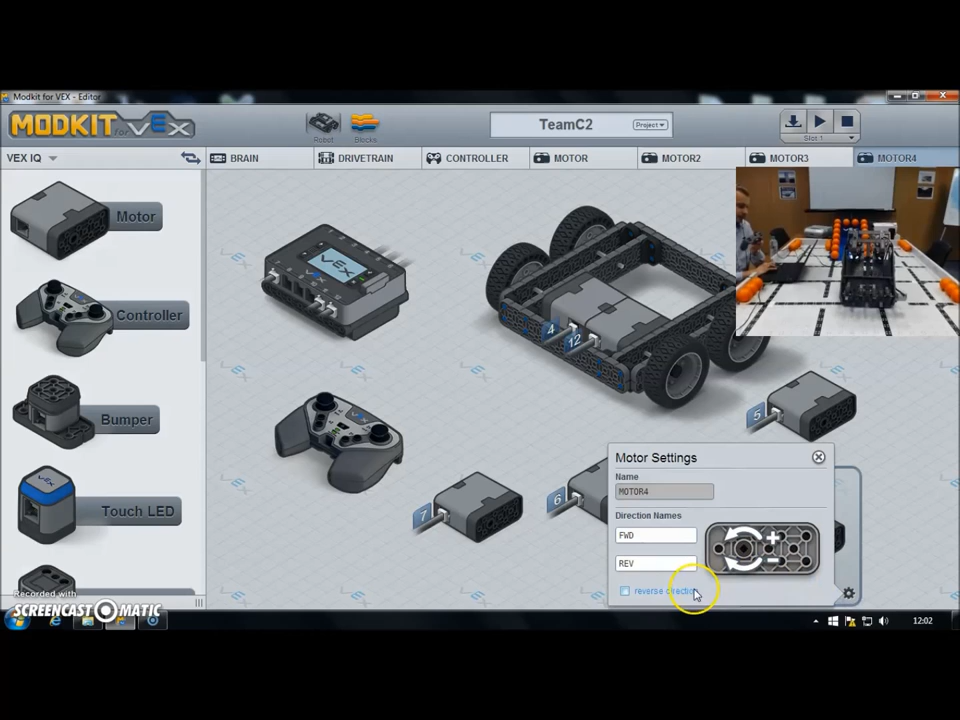 Modkit for VEX - Editor
MODKIT for VEX
Robot
Blocks
TeamC2
Project
Slot 1
VEX IQ
BRAIN
DRIVETRAIN
CONTROLLER
MOTOR
MOTOR2
MOTOR3
MOTOR4
Motor
Controller
Bumper
Touch LED
VEX
4
12
5
6
7
Motor Settings
Name
MOTOR4
Direction Names
FWD
REV
+
-
reverse direction
Recorded with
SCREENCAST MATIC
12:02